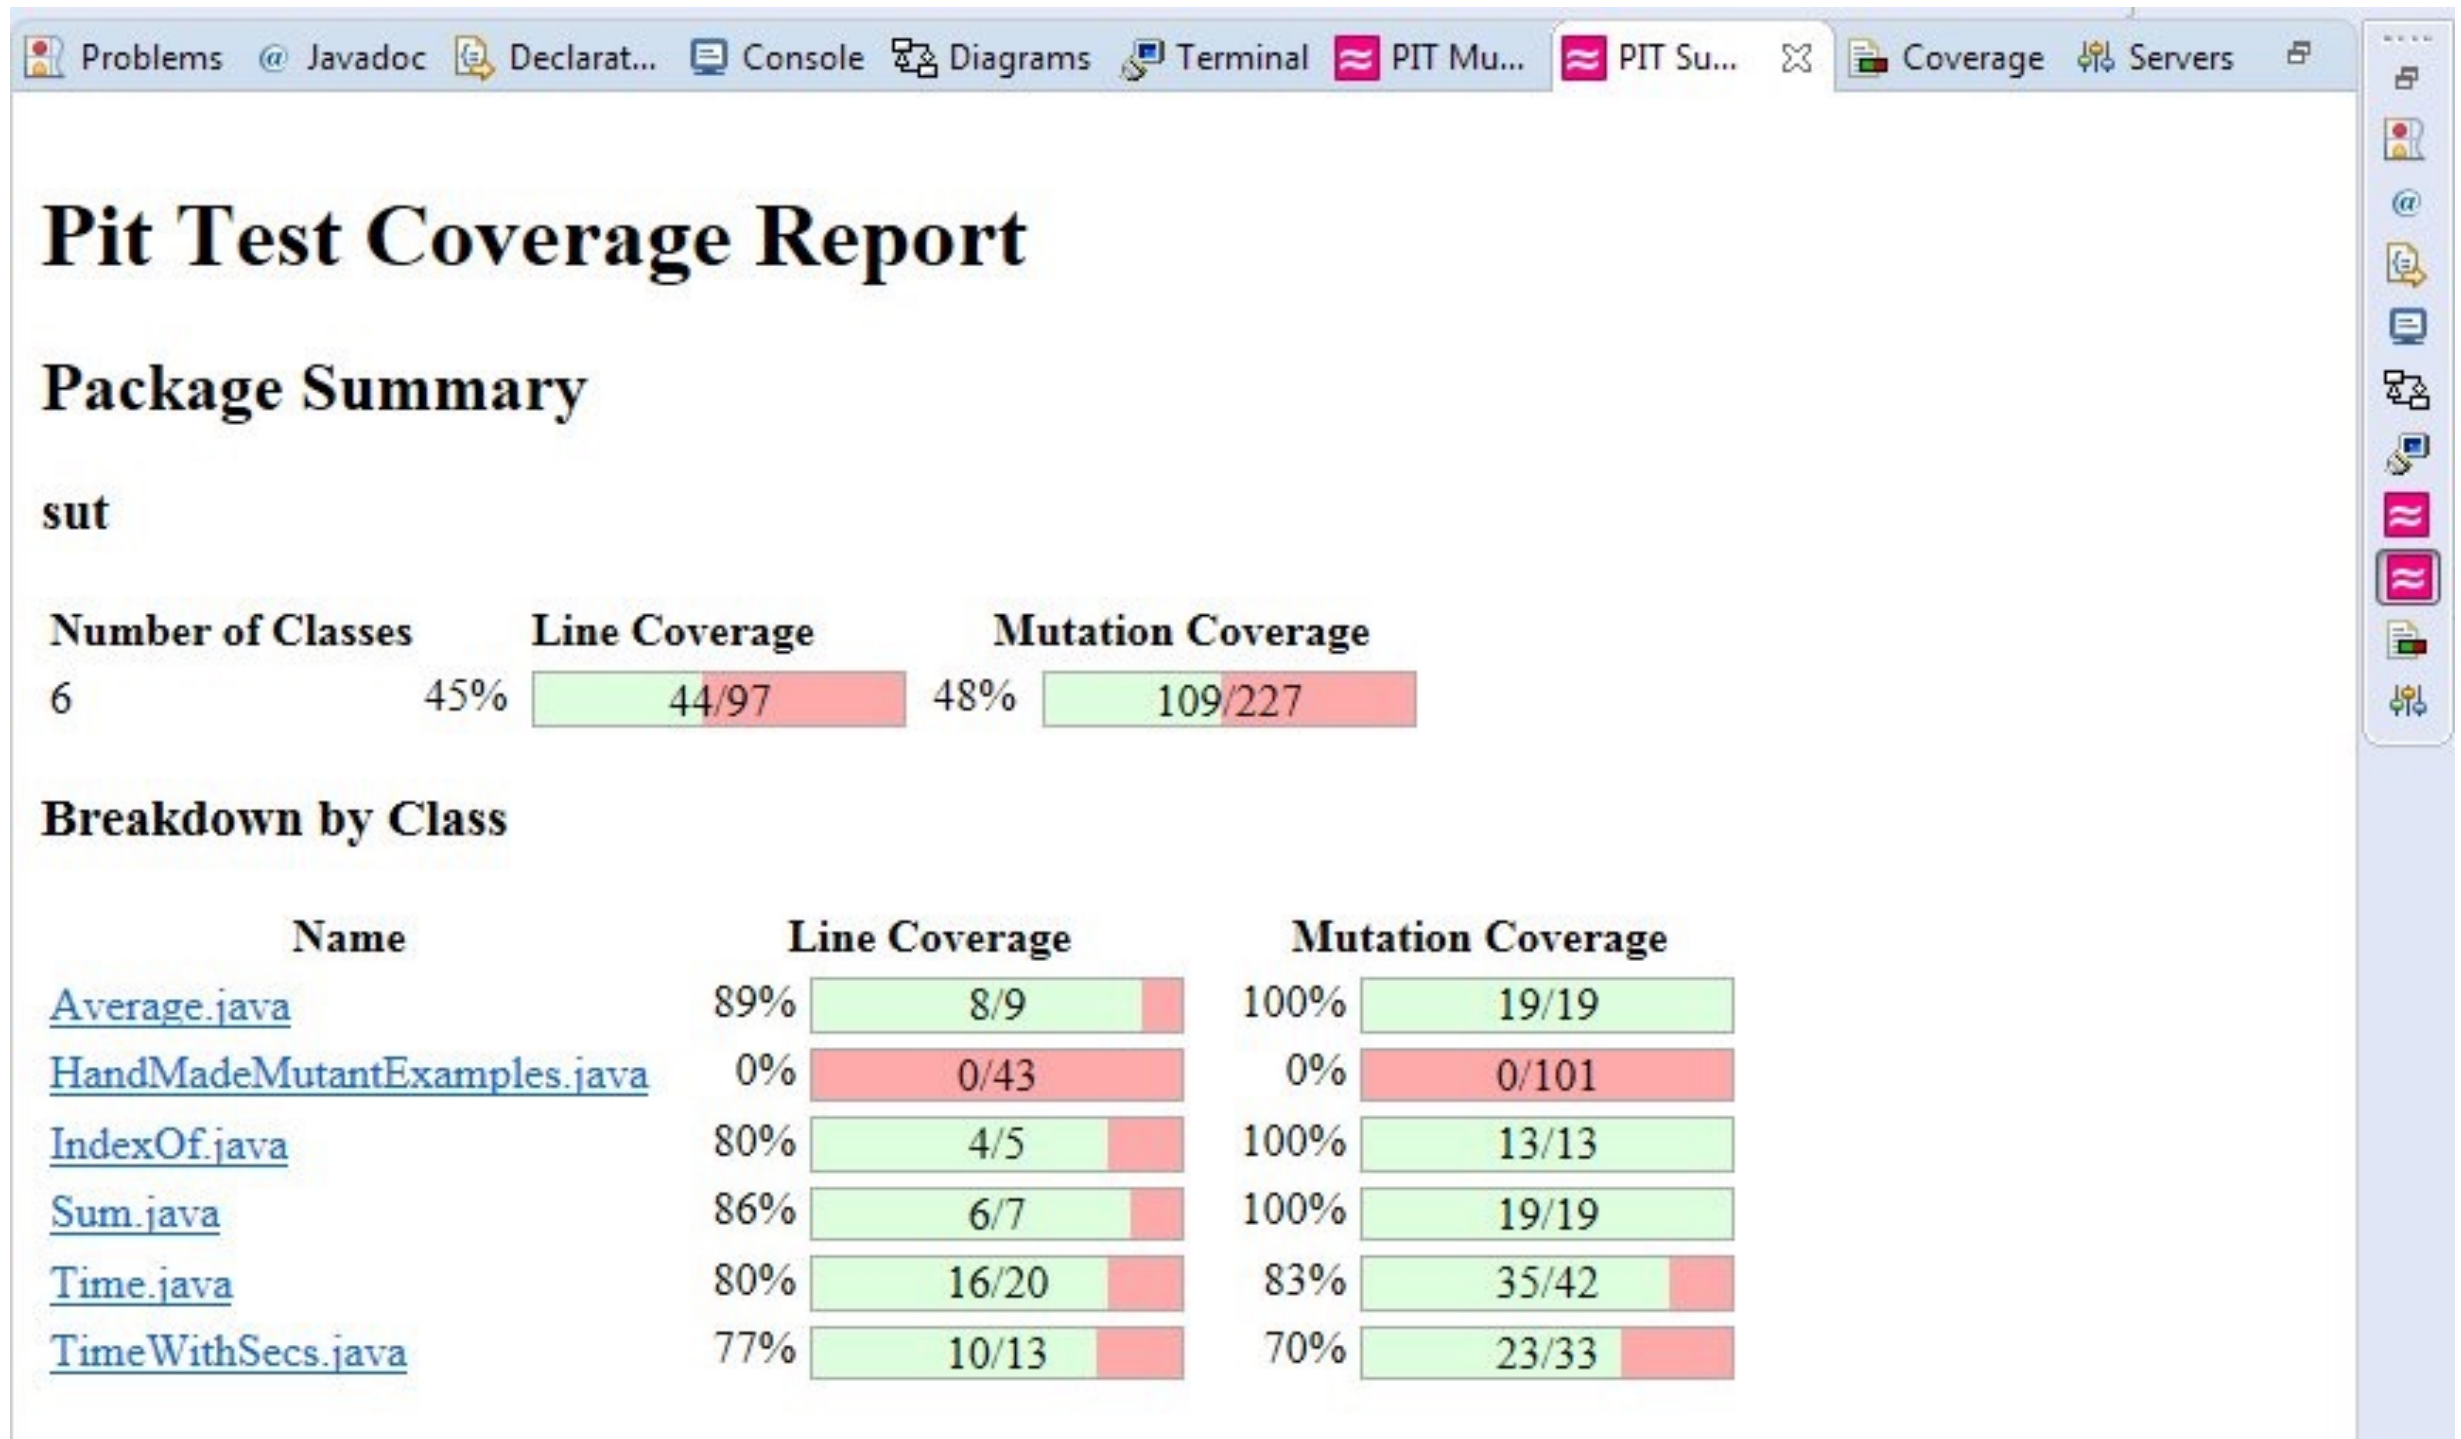 Problems @ Javadoc Declarat... Console Diagrams Terminal PIT Mu... PIT Su... Coverage Servers
Pit Test Coverage Report
Package Summary
sut
Number of Classes Line Coverage Mutation Coverage
6 45% 44/97 48% 109/227
Breakdown by Class
Name Line Coverage Mutation Coverage
Average.java 89% 8/9 100% 19/19
HandMadeMutantExamples.java 0% 0/43 0% 0/101
IndexOf.java 80% 4/5 100% 13/13
Sum.java 86% 6/7 100% 19/19
Time.java 80% 16/20 83% 35/42
TimeWithSecs.java 77% 10/13 70% 23/33